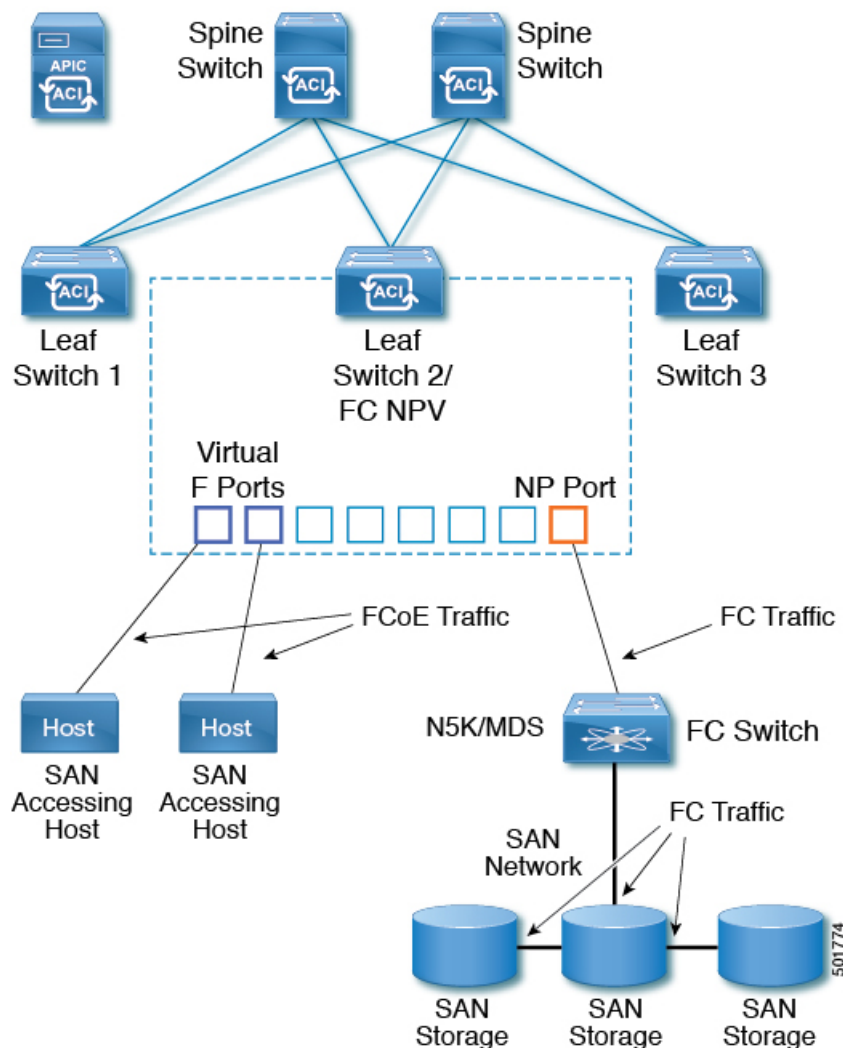 Spine
Switch
Spine
Switch
APIC
ACI
ACI
ACI
ACI
ACI
ACI
Leaf
Switch 1
Leaf
Switch 2/
FC NPV
Leaf
Switch 3
Virtual
F Ports
NP Port
FCoE Traffic
FC Traffic
Host
Host
N5K/MDS
FC Switch
SAN
Accessing
Host
SAN
Accessing
Host
FC Traffic
SAN
Network
SAN
Storage
SAN
Storage
SAN
Storage
501774